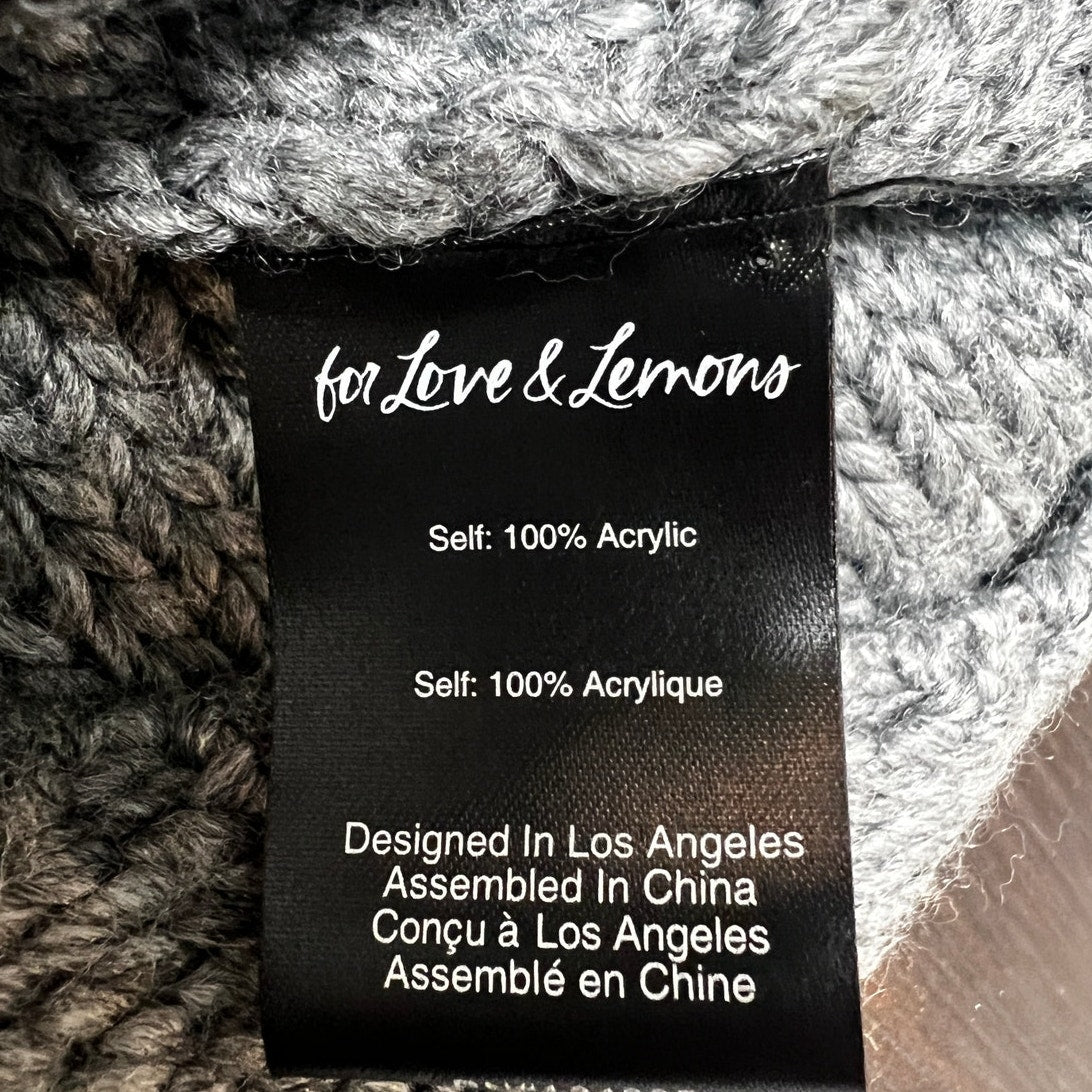 for Love & Lemons
Self: 100% Acrylic
Self: 100% Acrylique
Designed In Los Angeles
Assembled In China
Conçu à Los Angeles
Assemblé en Chine